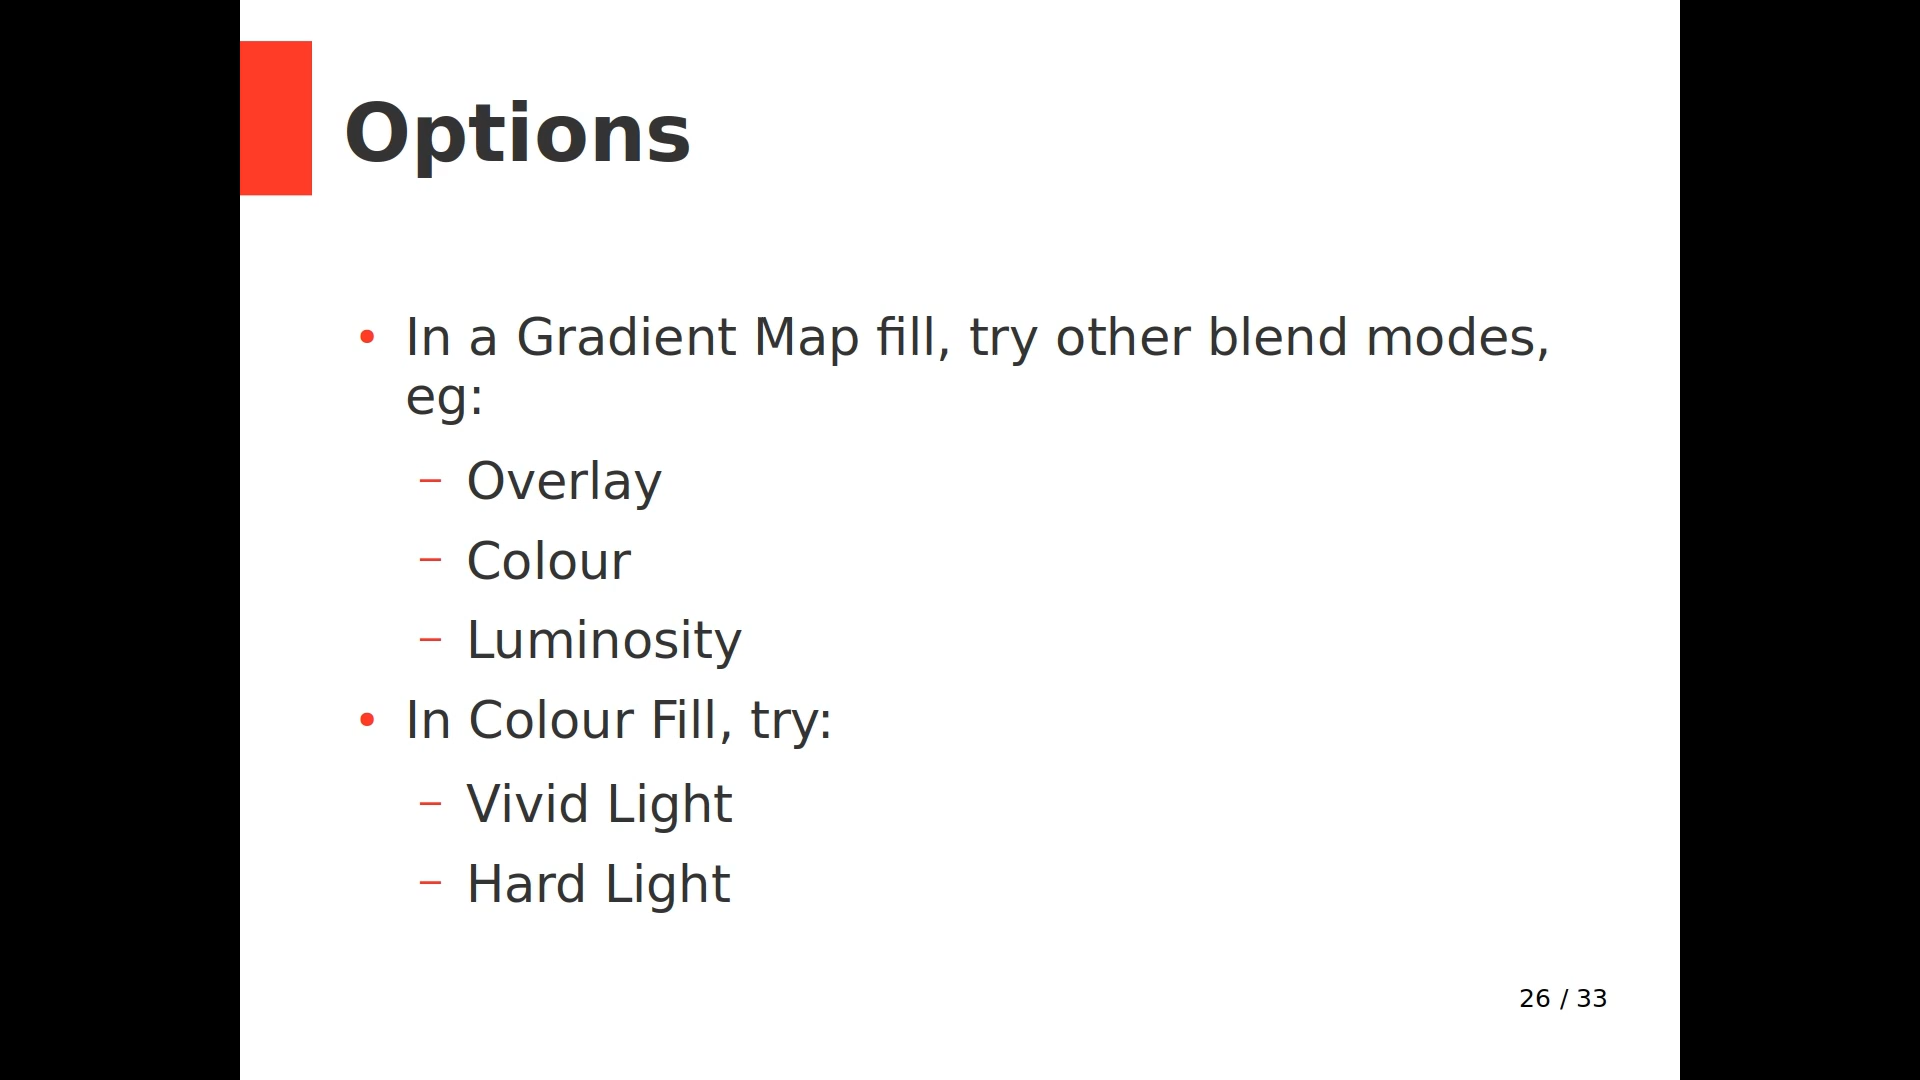 Options
• In a Gradient Map fill, try other blend modes,
eg:
– Overlay
– Colour
– Luminosity
• In Colour Fill, try:
– Vivid Light
– Hard Light
26 / 33